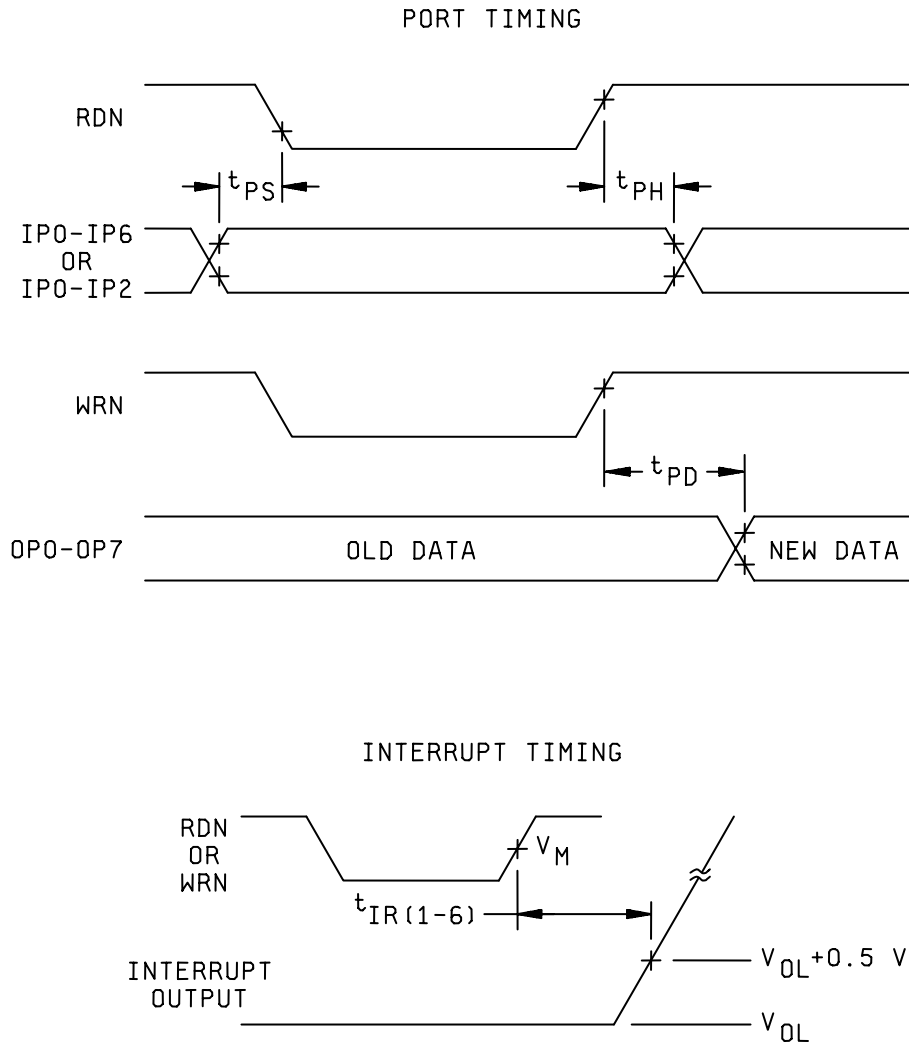 PORT TIMING
RDN
tPS
tPH
IP0-IP6
OR
IP0-IP2
WRN
tPD
OP0-OP7
OLD DATA
NEW DATA
INTERRUPT TIMING
RDN
OR
WRN
VM
tIR(1-6)
INTERRUPT
OUTPUT
VOL+0.5 V
VOL